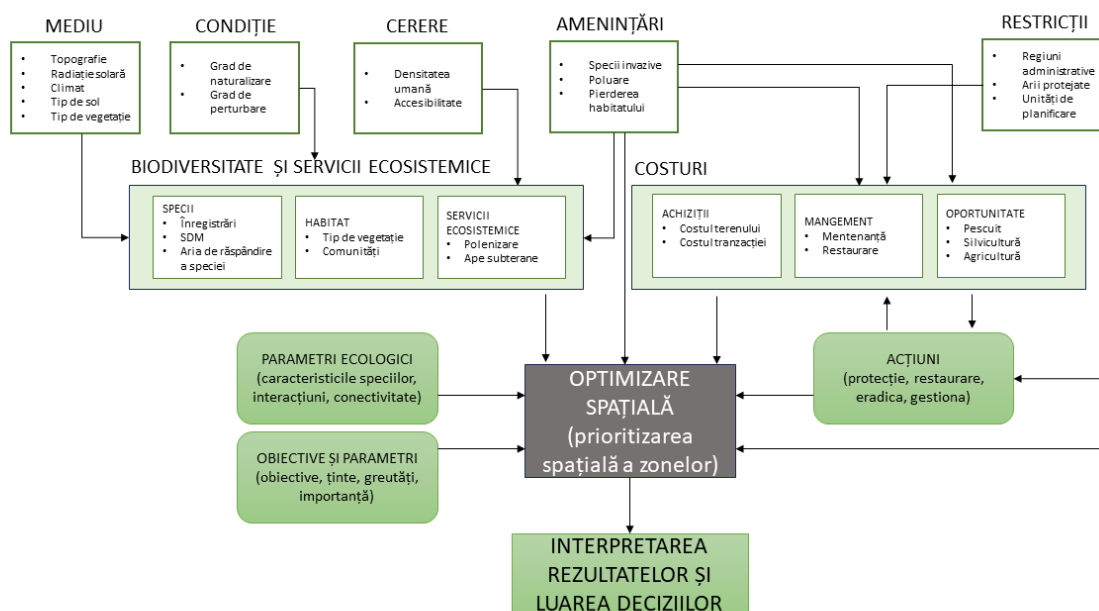 MEDIU
CONDIȚIE
CERERE
AMENINȚĂRI
RESTRICȚII
• Topografie
• Radiație solară
• Climat
• Tip de sol
• Tip de vegetație
• Grad de
naturalizare
• Grad de
perturbare
• Densitatea
umană
• Accesibilitate
• Specii invazive
• Poluare
• Pierderea
habitatului
• Regiuni
administrative
• Arii protejate
• Unități de
planificare
BIODIVERSITATE ȘI SERVICII ECOSISTEMICE
COSTURI
SPECII
• Înregistrări
• SDM
• Aria de răspândire
a speciei
HABITAT
• Tip de vegetație
• Comunități
SERVICII
ECOSISTEMICE
• Polenizare
• Ape subterane
ACHIZIȚII
• Costul terenului
• Costul tranzacției
MANGEMENT
• Mentenanță
• Restaurare
OPORTUNITATE
• Pescuit
• Silvicultură
• Agricultură
PARAMETRI ECOLOGICI
(caracteristicile speciilor,
interacțiuni, conectivitate)
OPTIMIZARE
SPAȚIALĂ
(prioritizarea
spațială a zonelor)
ACȚIUNI
(protecție, restaurare,
eradica, gestiona)
OBIECTIVE ȘI PARAMETRI
(obiective, ținte, greutăți,
importanță)
INTERPRETAREA
REZULTATELOR ȘI
LUAREA DECIZIILOR